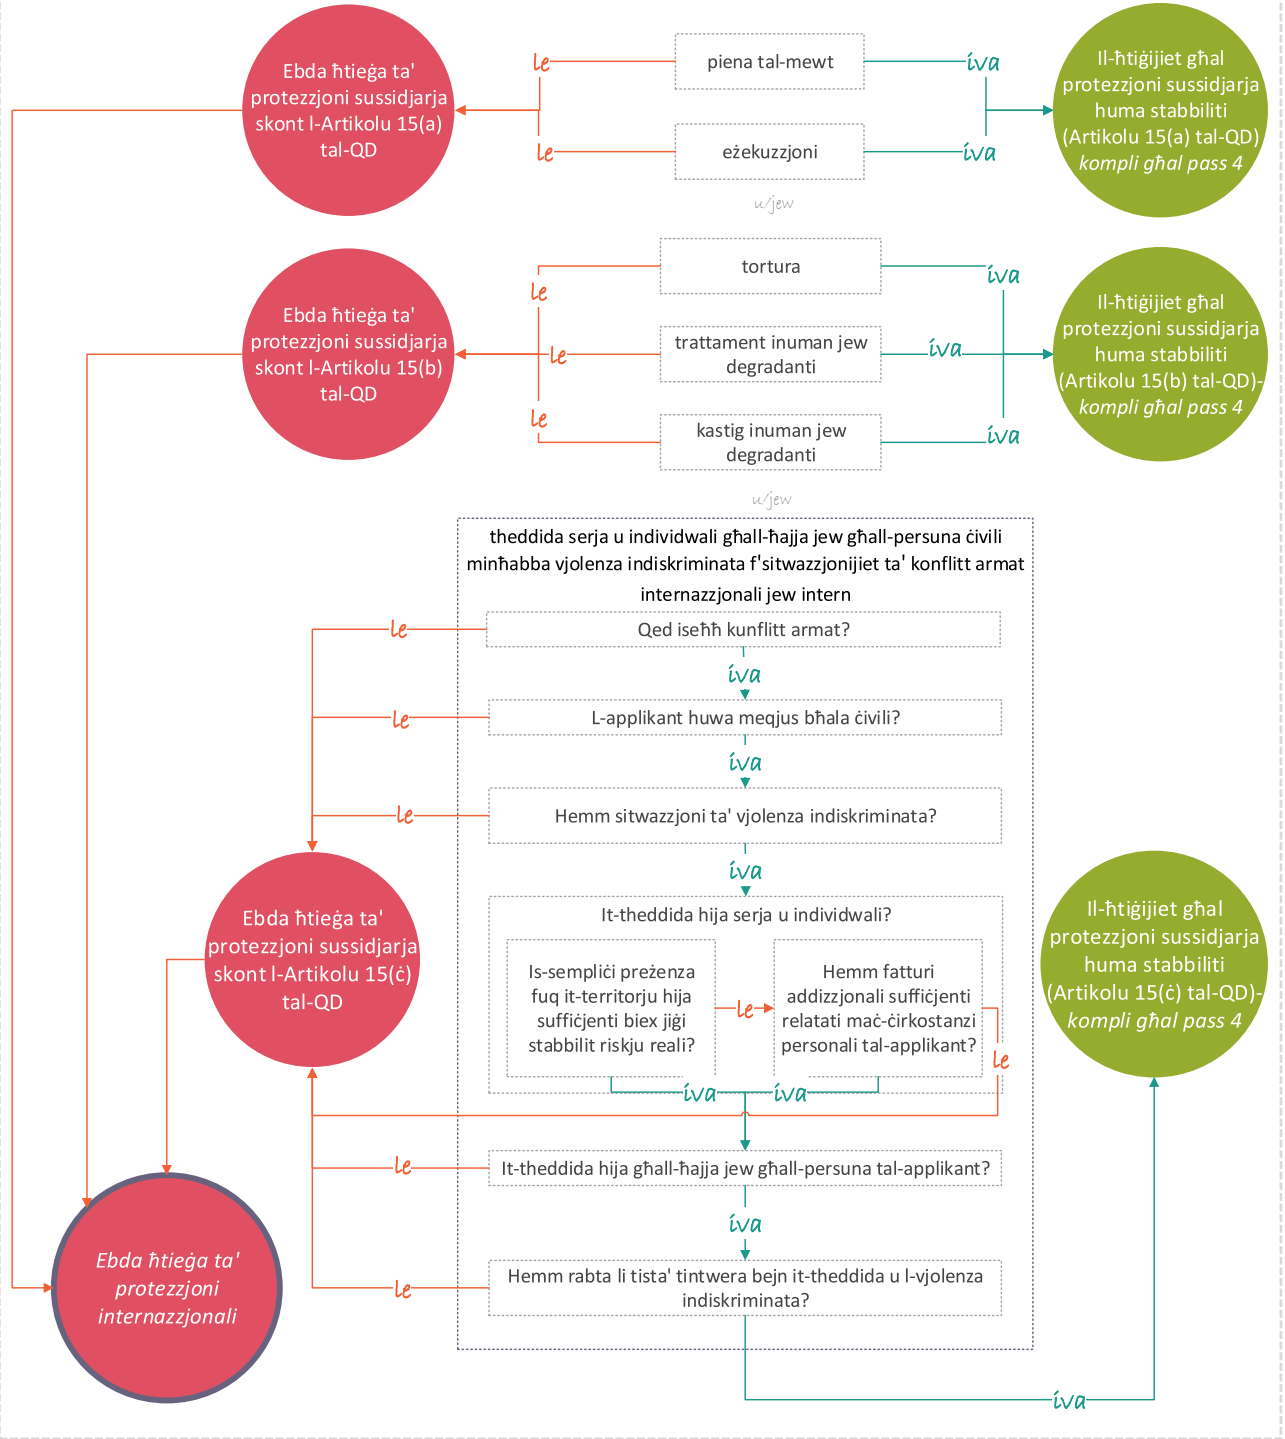 Ebda ħtieġa ta'
protezzjoni sussidjarja
skont l-Artikolu 15(a)
tal-QD
le
piena tal-mewt
iva
le
eżekuzzjoni
iva
Il-ħtiġijiet għal
protezzjoni sussidjarja
huma stabbiliti
(Artikolu 15(a) tal-QD)
kompli għal pass 4
u/jew
Ebda ħtieġa ta'
protezzjoni sussidjarja
skont l-Artikolu 15(b)
tal-QD
le
tortura
iva
le
trattament inuman jew
degradanti
iva
le
kastig inuman jew
degradanti
iva
Il-ħtiġijiet għal
protezzjoni sussidjarja
huma stabbiliti
(Artikolu 15(b) tal-QD)-
kompli għal pass 4
u/jew
theddida serja u individwali għall-ħajja jew għall-persuna ċivili
minħabba vjolenza indiskriminata f'sitwazzjonijiet ta' konflitt armat
internazzjonali jew intern
le
Qed iseħħ kunflitt armat?
iva
le
L-applikant huwa meqjus bħala ċivili?
iva
le
Hemm sitwazzjoni ta' vjolenza indiskriminata?
iva
It-theddida hija serja u individwali?
Is-sempliċi preżenza
fuq it-territorju hija
suffiċjenti biex jiġi
stabbilit riskju reali?
le
Hemm fatturi
addizzjonali suffiċjenti
relatati maċ-ċirkostanzi
personali tal-applikant?
le
iva
iva
Ebda ħtieġa ta'
protezzjoni sussidjarja
skont l-Artikolu 15(ċ)
tal-QD
Il-ħtiġijiet għal
protezzjoni sussidjarja
huma stabbiliti
(Artikolu 15(ċ) tal-QD)-
kompli għal pass 4
le
It-theddida hija għall-ħajja jew għall-persuna tal-applikant?
iva
le
Hemm rabta li tista' tintwera bejn it-theddida u l-vjolenza
indiskriminata?
iva
Ebda ħtieġa ta'
protezzjoni
internazzjonali